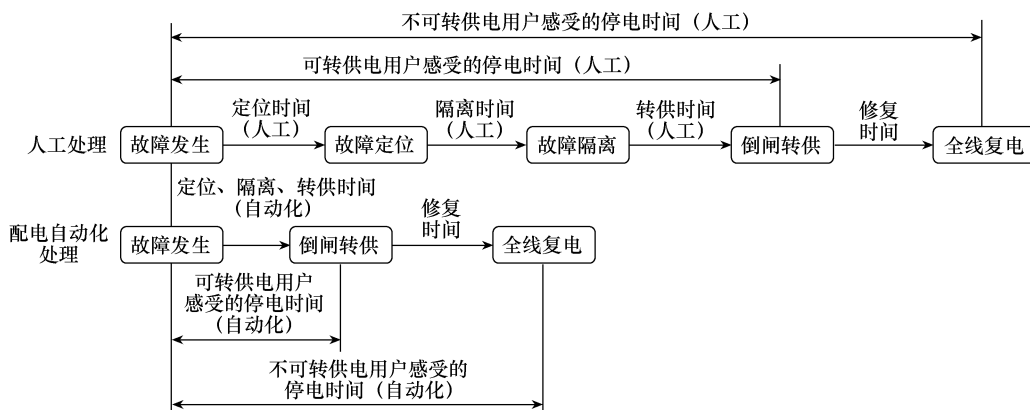 不可转供电用户感受的停电时间（人工）
可转供电用户感受的停电时间（人工）
定位时间
（人工）
隔离时间
（人工）
转供时间
（人工）
修复
时间
人工处理
故障发生
故障定位
故障隔离
倒闸转供
全线复电
定位、隔离、转供时间
（自动化）
修复
时间
配电自动化
处理
故障发生
倒闸转供
全线复电
可转供电用户
感受的停电时间
（自动化）
不可转供电用户感受的
停电时间（自动化）